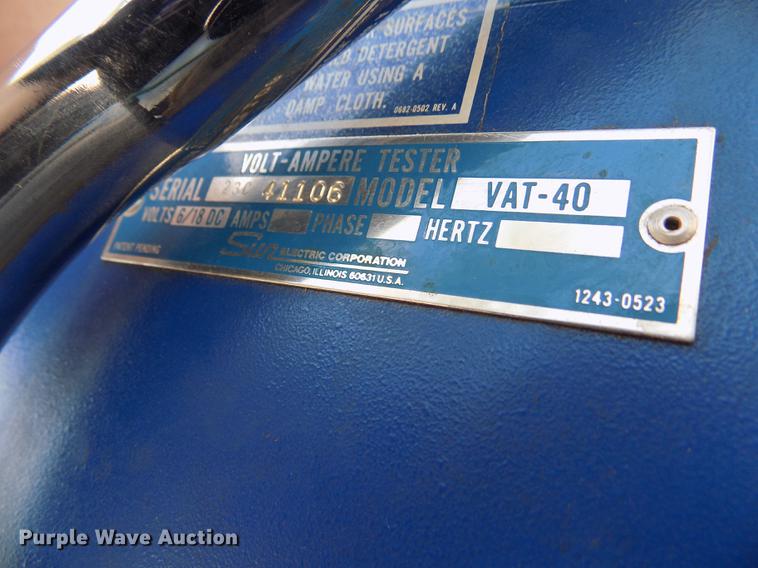 SURFACES
DETERGENT
WATER USING A
DAMP CLOTH. 0682-0502 REV. A
VOLT-AMPERE TESTER
SERIAL 23C 41106 MODEL VAT-40
VOLTS 6/18 DC AMPS PHASE HERTZ
PATENT PENDING Sun ELECTRIC CORPORATION
CHICAGO, ILLINOIS 60631 U.S.A.
1243-0523
Purple Wave Auction